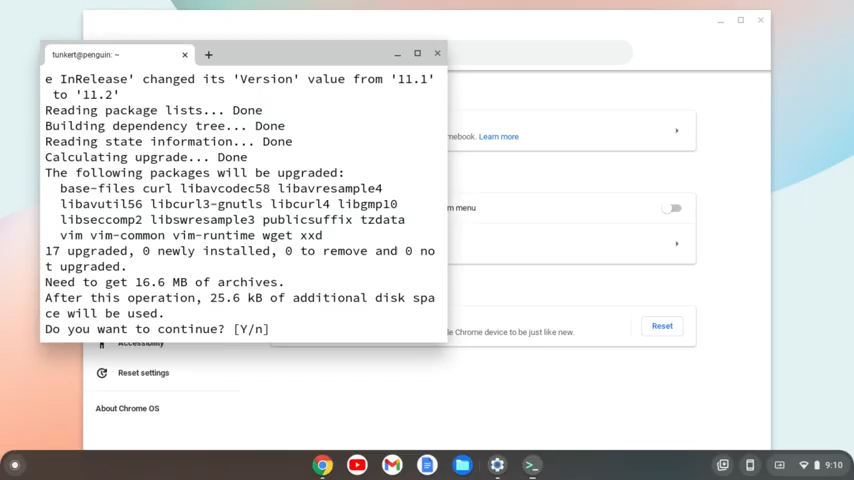 tunkert@penguin: ~
e InRelease' changed its 'Version' value from '11.1'
to '11.2'
Reading package lists... Done
Building dependency tree... Done
Reading state information... Done
Calculating upgrade... Done
The following packages will be upgraded:
base-files curl libavcodec58 libavresample4
libavutil56 libcurl3-gnutls libcurl4 libgmp10
libseccomp2 libswresample3 publicsuffix tzdata
vim vim-common vim-runtime wget xxd
17 upgraded, 0 newly installed, 0 to remove and 0 no
t upgraded.
Need to get 16.6 MB of archives.
After this operation, 25.6 kB of additional disk spa
ce will be used.
Do you want to continue? [Y/n]
mebook. Learn more
m menu
le Chrome device to be just like new.
Reset
Accessibility
Reset settings
About Chrome OS
>_
9:10